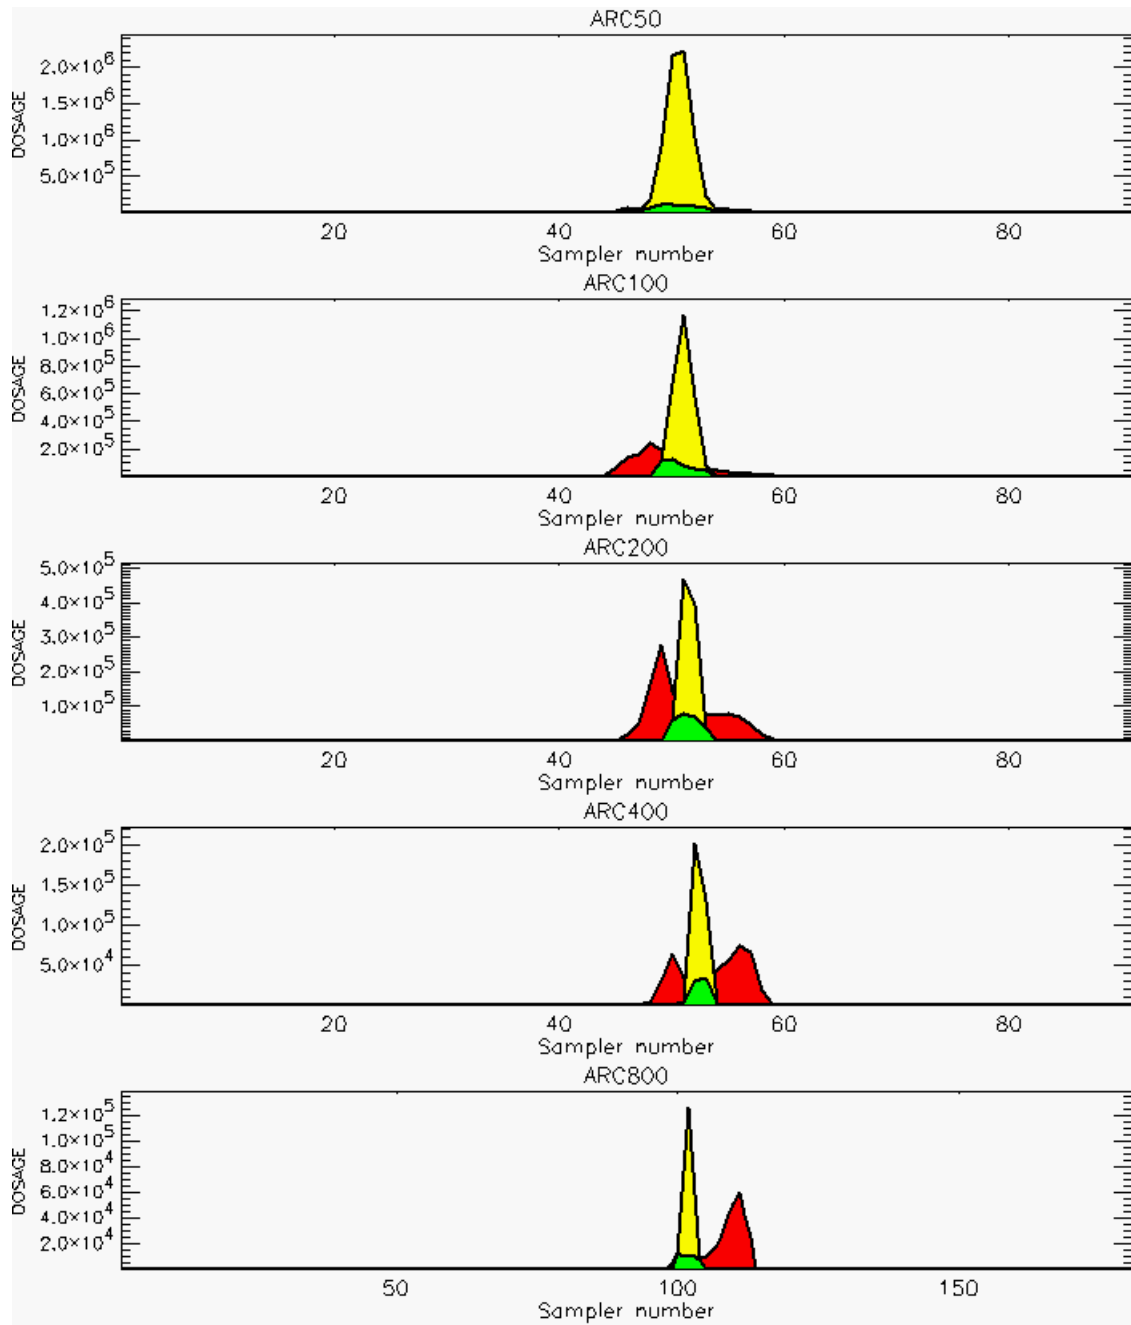 ARC50
DOSAGE
2.0×10⁶
1.5×10⁶
1.0×10⁶
5.0×10⁵
20 40 60 80
Sampler number
ARC100
DOSAGE
1.2×10⁶
1.0×10⁶
8.0×10⁵
6.0×10⁵
4.0×10⁵
2.0×10⁵
20 40 60 80
Sampler number
ARC200
DOSAGE
5.0×10⁵
4.0×10⁵
3.0×10⁵
2.0×10⁵
1.0×10⁵
20 40 60 80
Sampler number
ARC400
DOSAGE
2.0×10⁵
1.5×10⁵
1.0×10⁵
5.0×10⁴
20 40 60 80
Sampler number
ARC800
DOSAGE
1.2×10⁵
1.0×10⁵
8.0×10⁴
6.0×10⁴
4.0×10⁴
2.0×10⁴
50 100 150
Sampler number